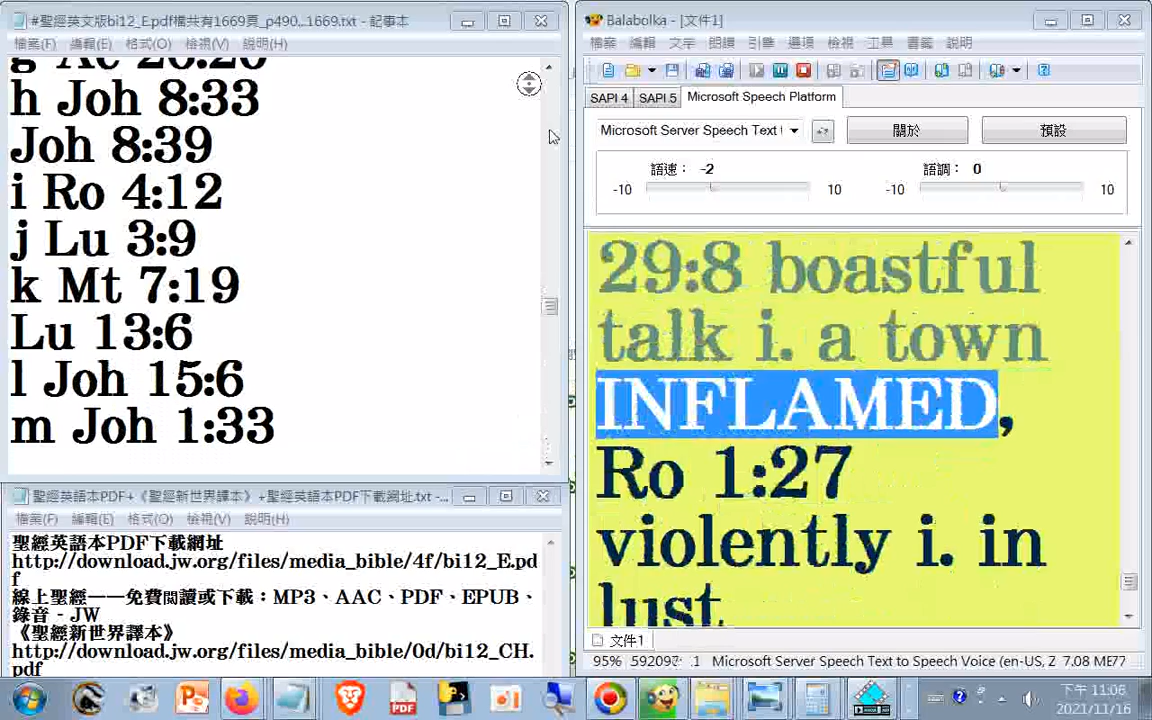 #聖經英文版bi12_E.pdf檔共有1669頁_p490,..1669.txt - 記事本
檔案(F) 編輯(E) 格式(O) 檢視(V) 說明(H)
g Ac 26:20
h Joh 8:33
Joh 8:39
i Ro 4:12
j Lu 3:9
k Mt 7:19
Lu 13:6
l Joh 15:6
m Joh 1:33
聖經英語本PDF+《聖經新世界譯本》+聖經英語本PDF下載網址.txt - ...
檔案(F) 編輯(E) 格式(O) 檢視(V) 說明(H)
聖經英語本PDF下載網址
http://download.jw.org/files/media_bible/4f/bi12_E.pd
f
線上聖經——免費閱讀或下載：MP3、AAC、PDF、EPUB、
錄音 - JW
《聖經新世界譯本》
http://download.jw.org/files/media_bible/0d/bi12_CH.
pdf
Balabolka - [文件1]
檔案 編輯 文字 朗讀 引擎 選項 檢視 工具 書籤 說明
SAPI 4 SAPI 5 Microsoft Speech Platform
Microsoft Server Speech Text 關於 預設
語速： -2 語調： 0
-10 10 -10 10
29:8 boastful
talk i. a town
INFLAMED,
Ro 1:27
violently i. in
lust
文件1
95% Microsoft Server Speech Text to Speech Voice (en-US, Z 7.08 ME
下午 11:06
2021/11/16